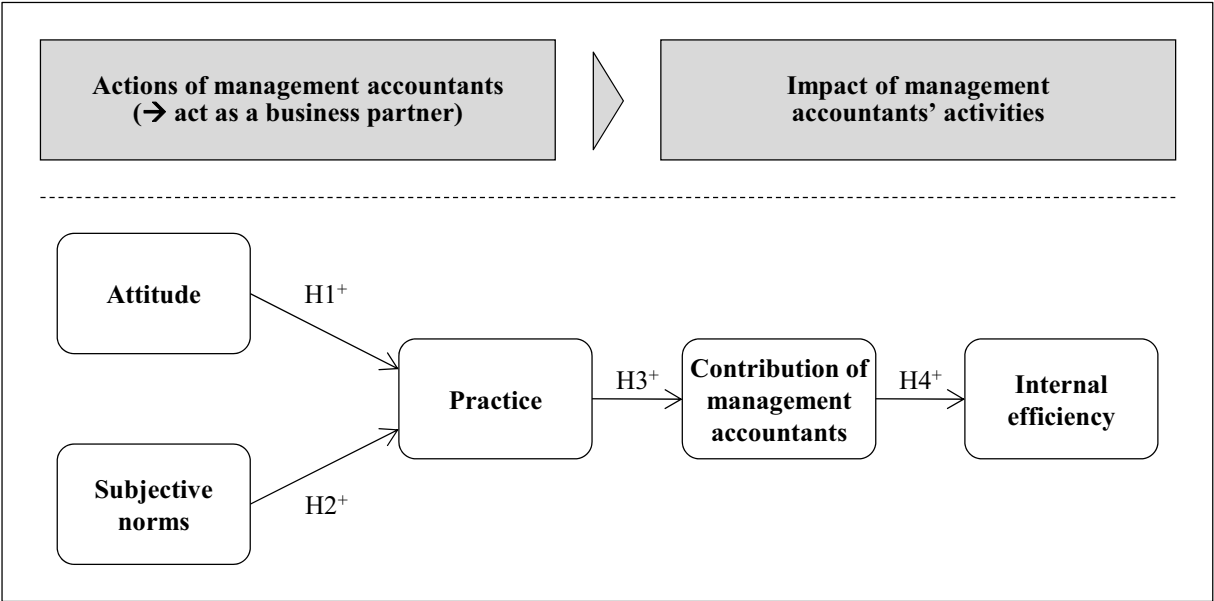 Actions of management accountants
(→ act as a business partner)
Impact of management
accountants’ activities
Attitude
H1+
Subjective
norms
H2+
Practice
H3+
Contribution of
management
accountants
H4+
Internal
efficiency